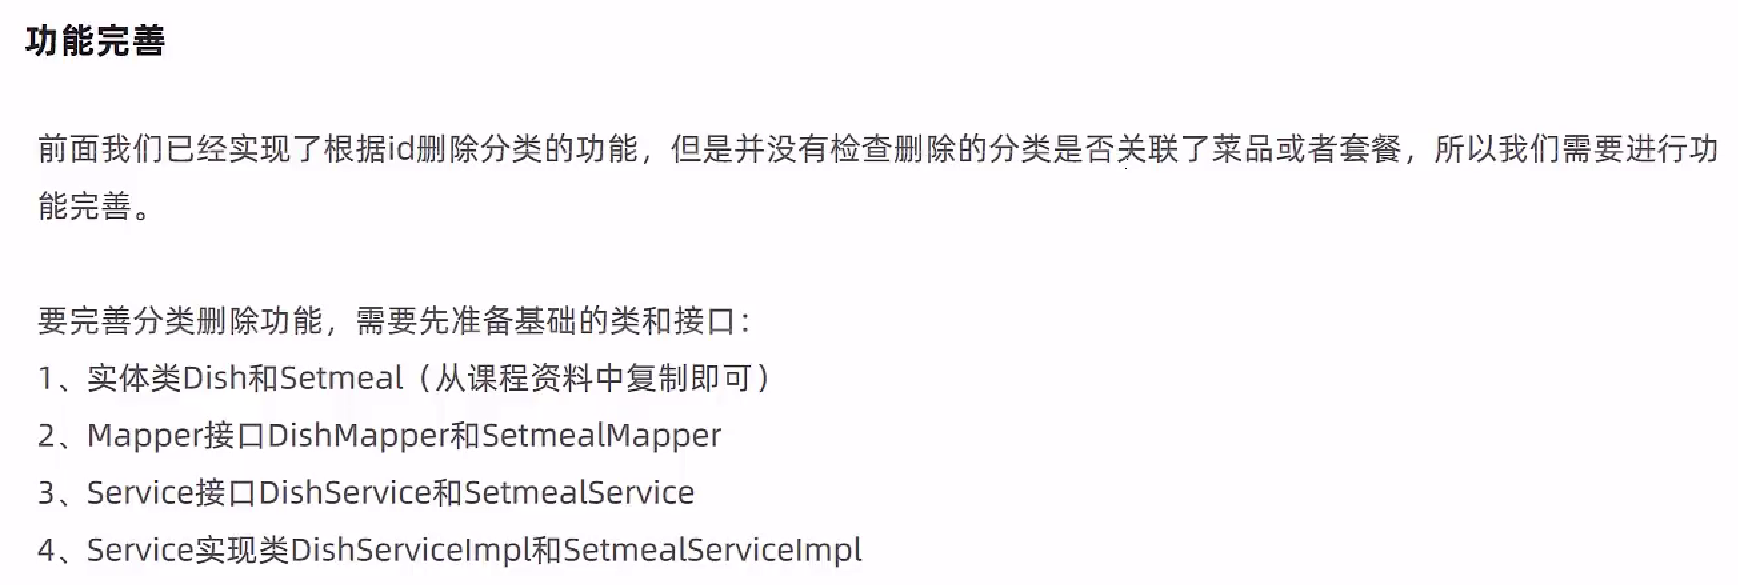 功能完善
前面我们已经实现了根据id删除分类的功能，但是并没有检查删除的分类是否关联了菜品或者套餐，所以我们需要进行功
能完善。
要完善分类删除功能，需要先准备基础的类和接口：
1、实体类Dish和Setmeal（从课程资料中复制即可）
2、Mapper接口DishMapper和SetmealMapper
3、Service接口DishService和SetmealService
4、Service实现类DishServiceImpl和SetmealServiceImpl